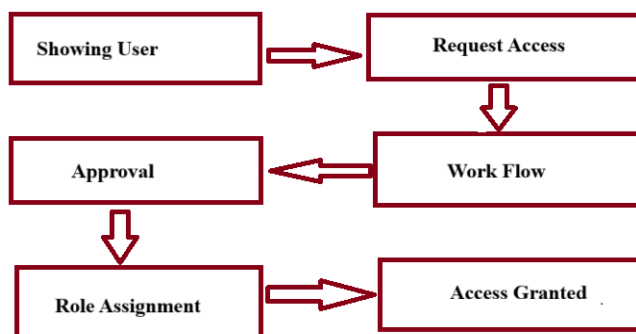 Showing User
Request Access
Work Flow
Approval
Role Assignment
Access Granted